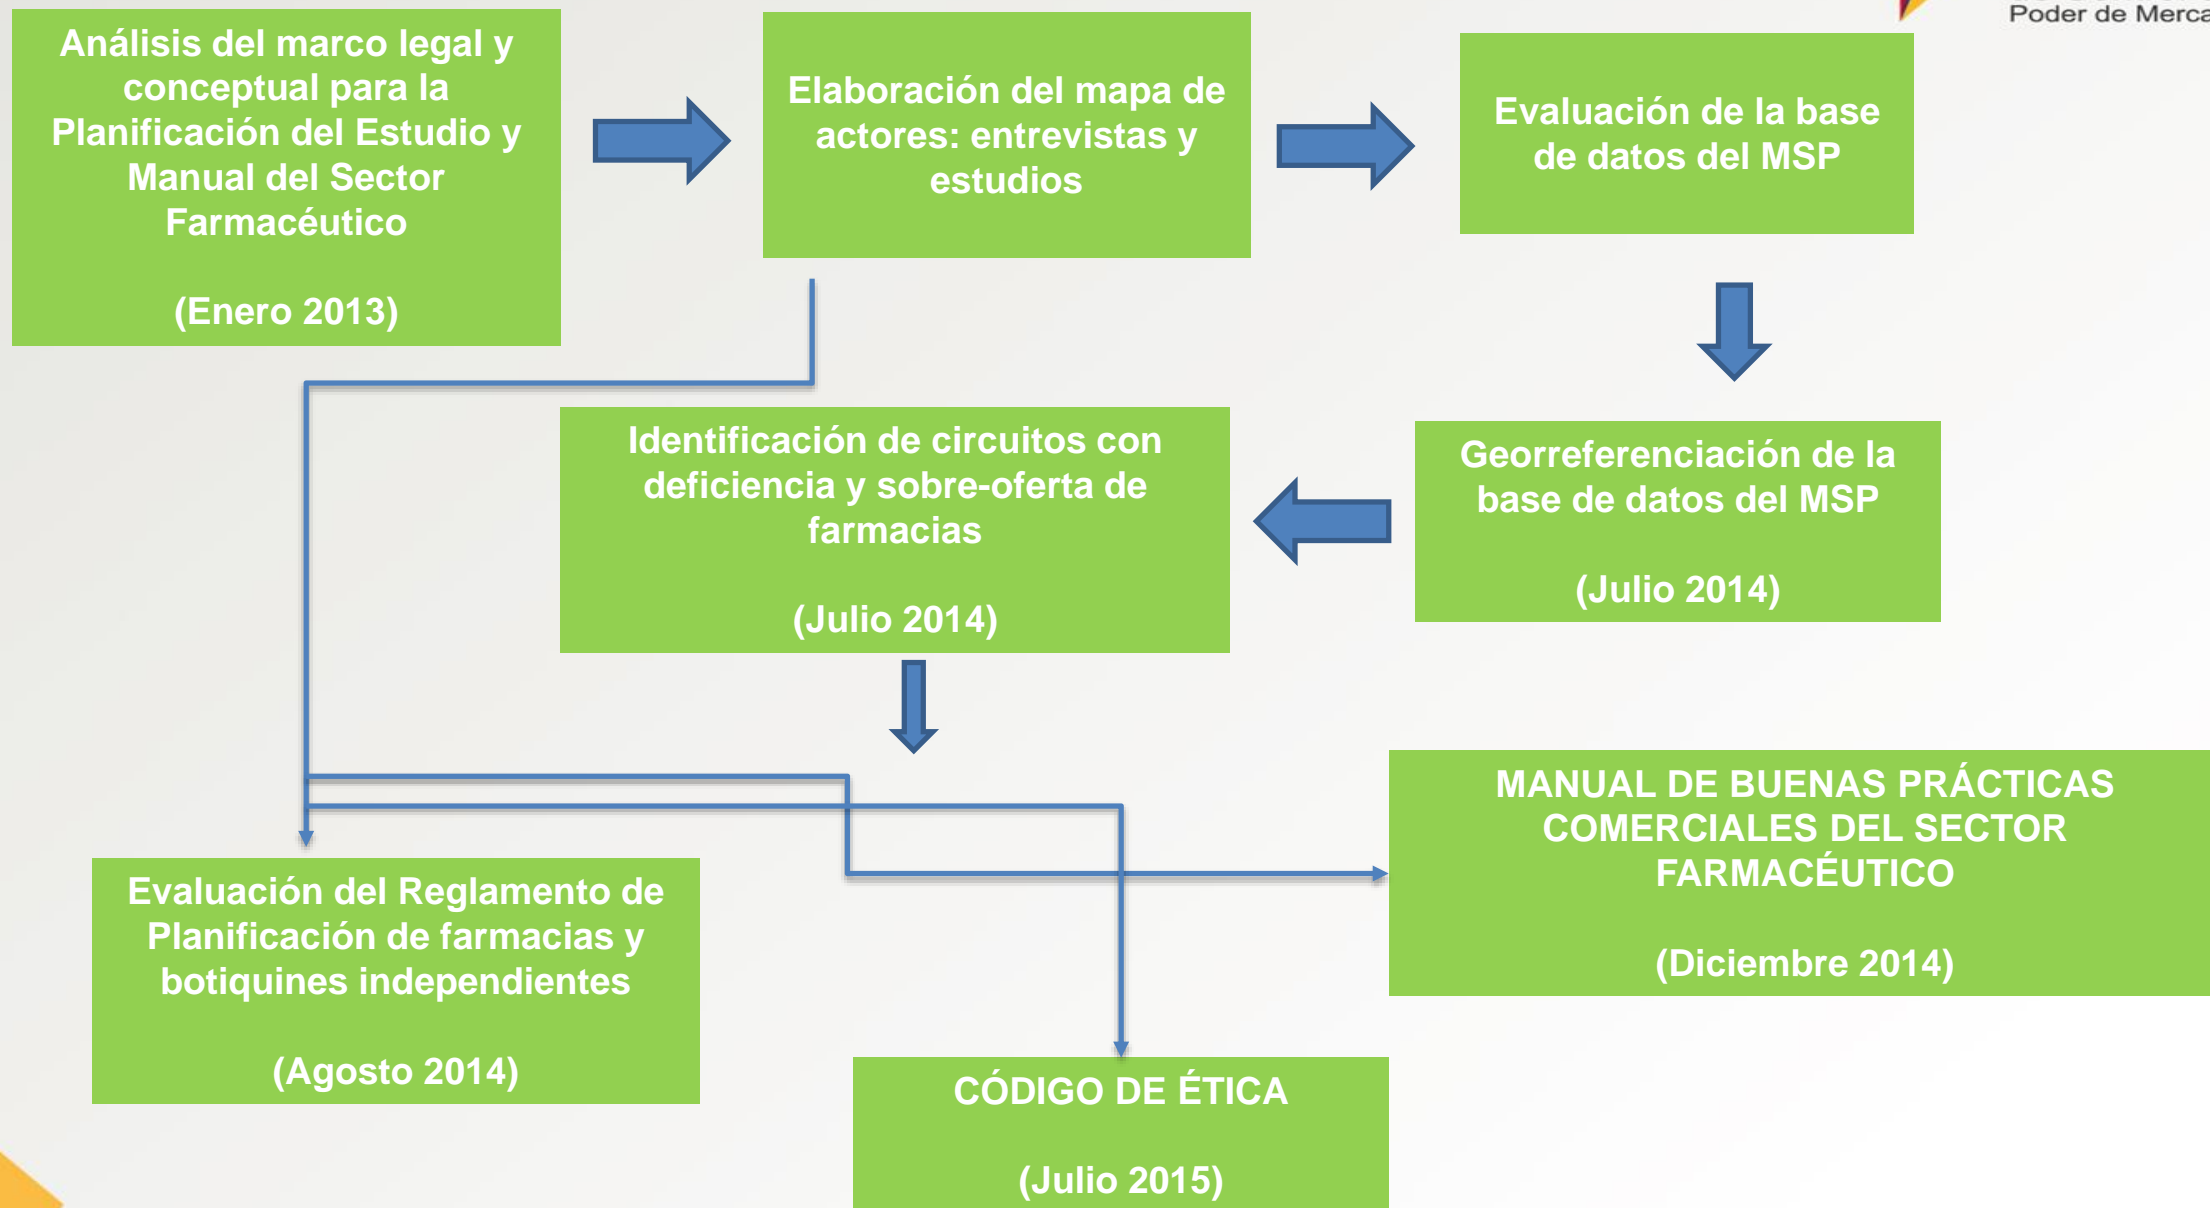 Poder de Merca
Análisis del marco legal y
conceptual para la
Planificación del Estudio y
Manual del Sector
Farmacéutico
(Enero 2013)
Elaboración del mapa de
actores: entrevistas y
estudios
Evaluación de la base
de datos del MSP
Identificación de circuitos con
deficiencia y sobre-oferta de
farmacias
(Julio 2014)
Georreferenciación de la
base de datos del MSP
(Julio 2014)
MANUAL DE BUENAS PRÁCTICAS
COMERCIALES DEL SECTOR
FARMACÉUTICO
(Diciembre 2014)
Evaluación del Reglamento de
Planificación de farmacias y
botiquines independientes
(Agosto 2014)
CÓDIGO DE ÉTICA
(Julio 2015)